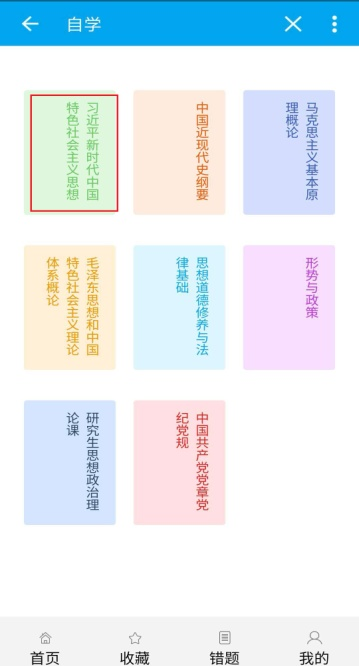 自学
习近平新时代中国
特色社会主义思想
中国近现代史纲要
马克思主义基本原
理概论
毛泽东思想和中国
特色社会主义理论
体系概论
思想道德修养与法
律基础
形势与政策
研究生思想政治理
论课
中国共产党党章党
纪党规
首页
收藏
错题
我的